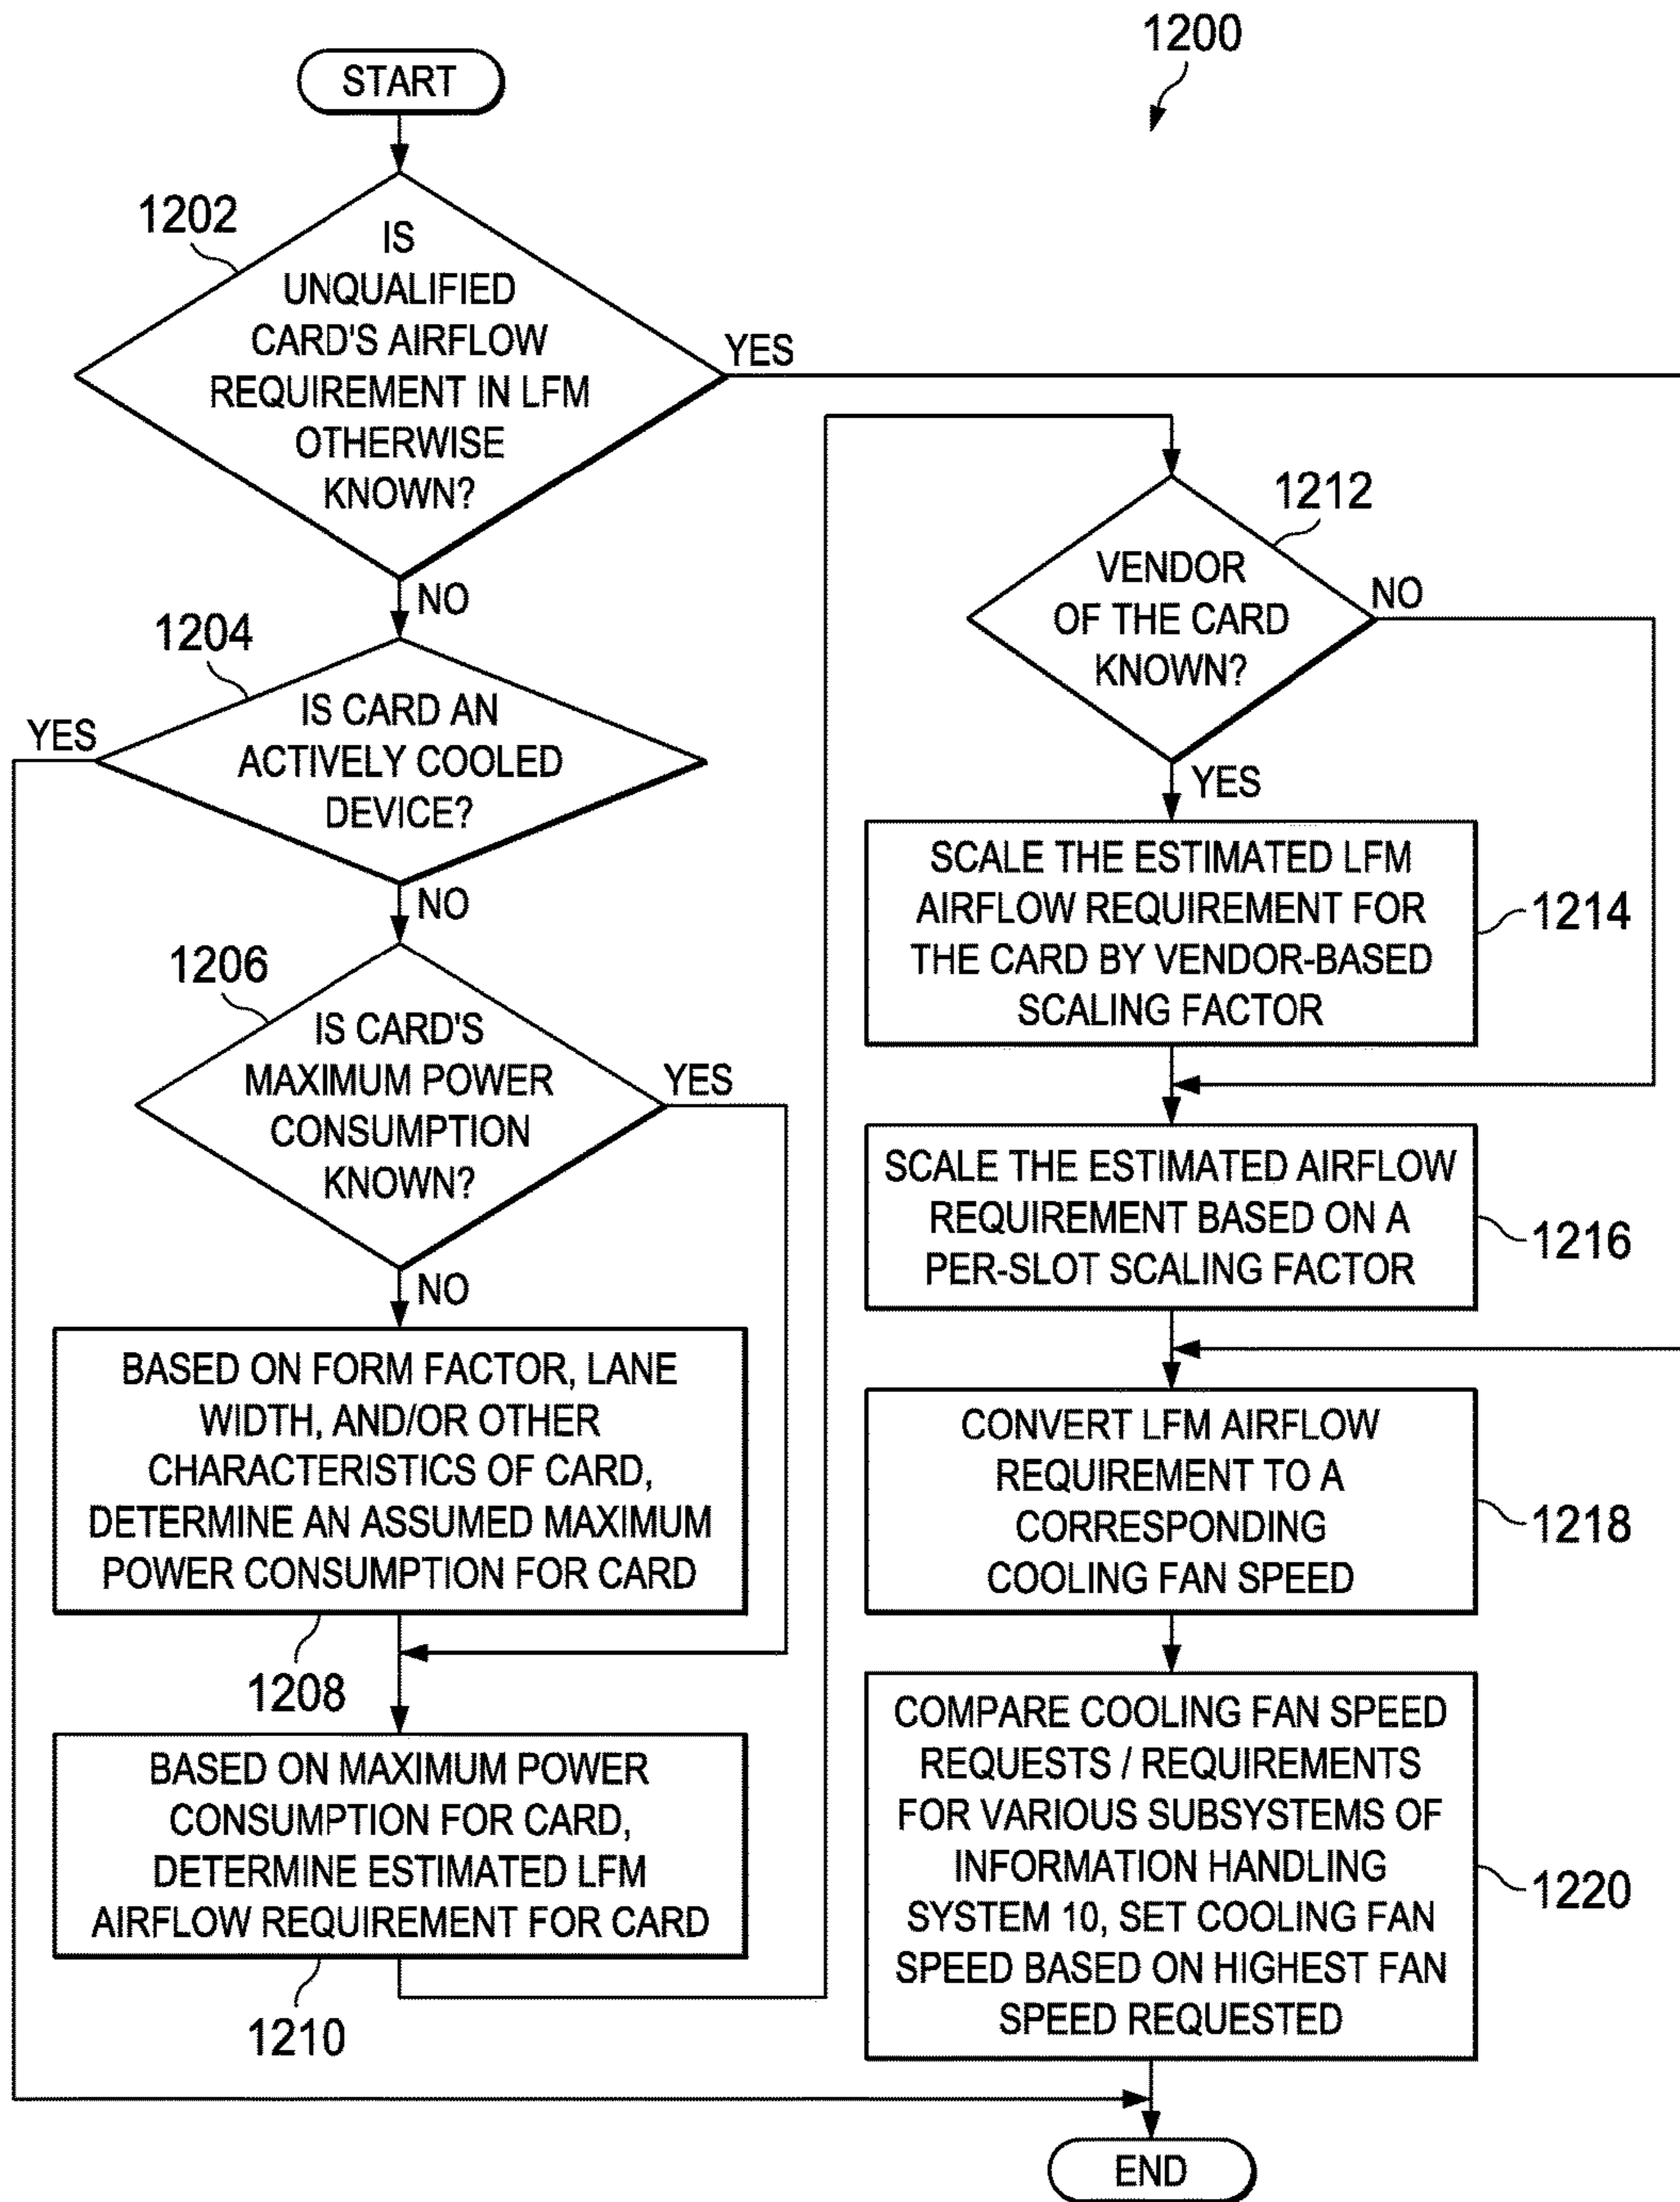 1200
START
1202
IS
UNQUALIFIED
CARD'S AIRFLOW
REQUIREMENT IN LFM
OTHERWISE
KNOWN?
YES
NO
1204
IS CARD AN
ACTIVELY COOLED
DEVICE?
YES
NO
1206
IS CARD'S
MAXIMUM POWER
CONSUMPTION
KNOWN?
YES
NO
BASED ON FORM FACTOR, LANE
WIDTH, AND/OR OTHER
CHARACTERISTICS OF CARD,
DETERMINE AN ASSUMED MAXIMUM
POWER CONSUMPTION FOR CARD
1208
BASED ON MAXIMUM POWER
CONSUMPTION FOR CARD,
DETERMINE ESTIMATED LFM
AIRFLOW REQUIREMENT FOR CARD
1210
1212
VENDOR
OF THE CARD
KNOWN?
NO
YES
SCALE THE ESTIMATED LFM
AIRFLOW REQUIREMENT FOR
THE CARD BY VENDOR-BASED
SCALING FACTOR
1214
SCALE THE ESTIMATED AIRFLOW
REQUIREMENT BASED ON A
PER-SLOT SCALING FACTOR
1216
CONVERT LFM AIRFLOW
REQUIREMENT TO A
CORRESPONDING
COOLING FAN SPEED
1218
COMPARE COOLING FAN SPEED
REQUESTS / REQUIREMENTS
FOR VARIOUS SUBSYSTEMS OF
INFORMATION HANDLING
SYSTEM 10, SET COOLING FAN
SPEED BASED ON HIGHEST FAN
SPEED REQUESTED
1220
END